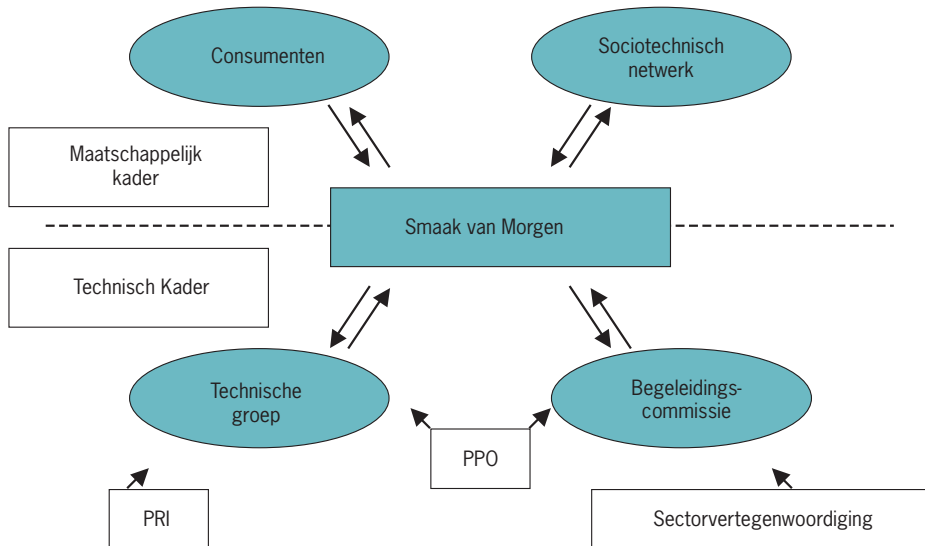 Consumenten
Sociotechnisch
netwerk
Maatschappelijk
kader
Smaak van Morgen
Technisch Kader
Technische
groep
Begeleidings-
commissie
PPO
PRI
Sectorvertegenwoordiging